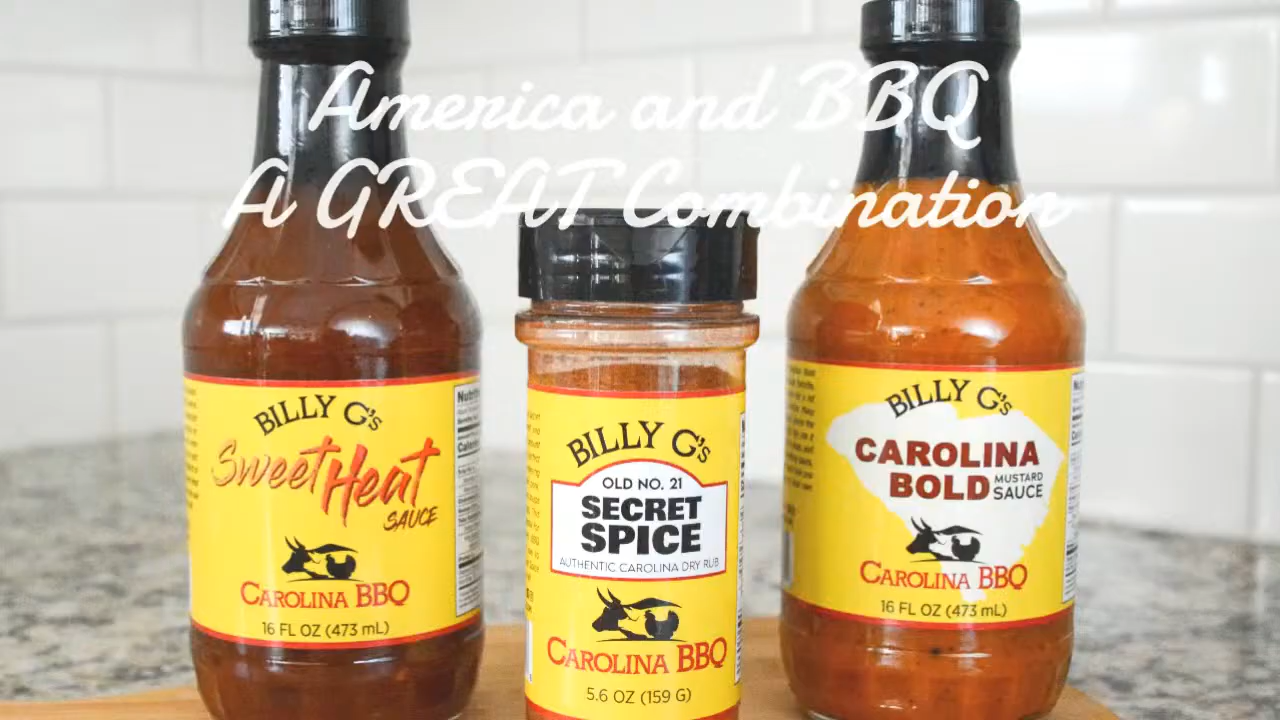 America and BBQ
A GREAT Combination
BILLY G's
Sweet Heat
SAUCE
CAROLINA BBQ
16 FL OZ (473 mL)
BILLY G's
OLD NO. 21
SECRET
SPICE
AUTHENTIC CAROLINA DRY RUB
CAROLINA BBQ
5.6 OZ (159 G)
BILLY G's
CAROLINA
BOLD MUSTARD SAUCE
CAROLINA BBQ
16 FL OZ (473 mL)